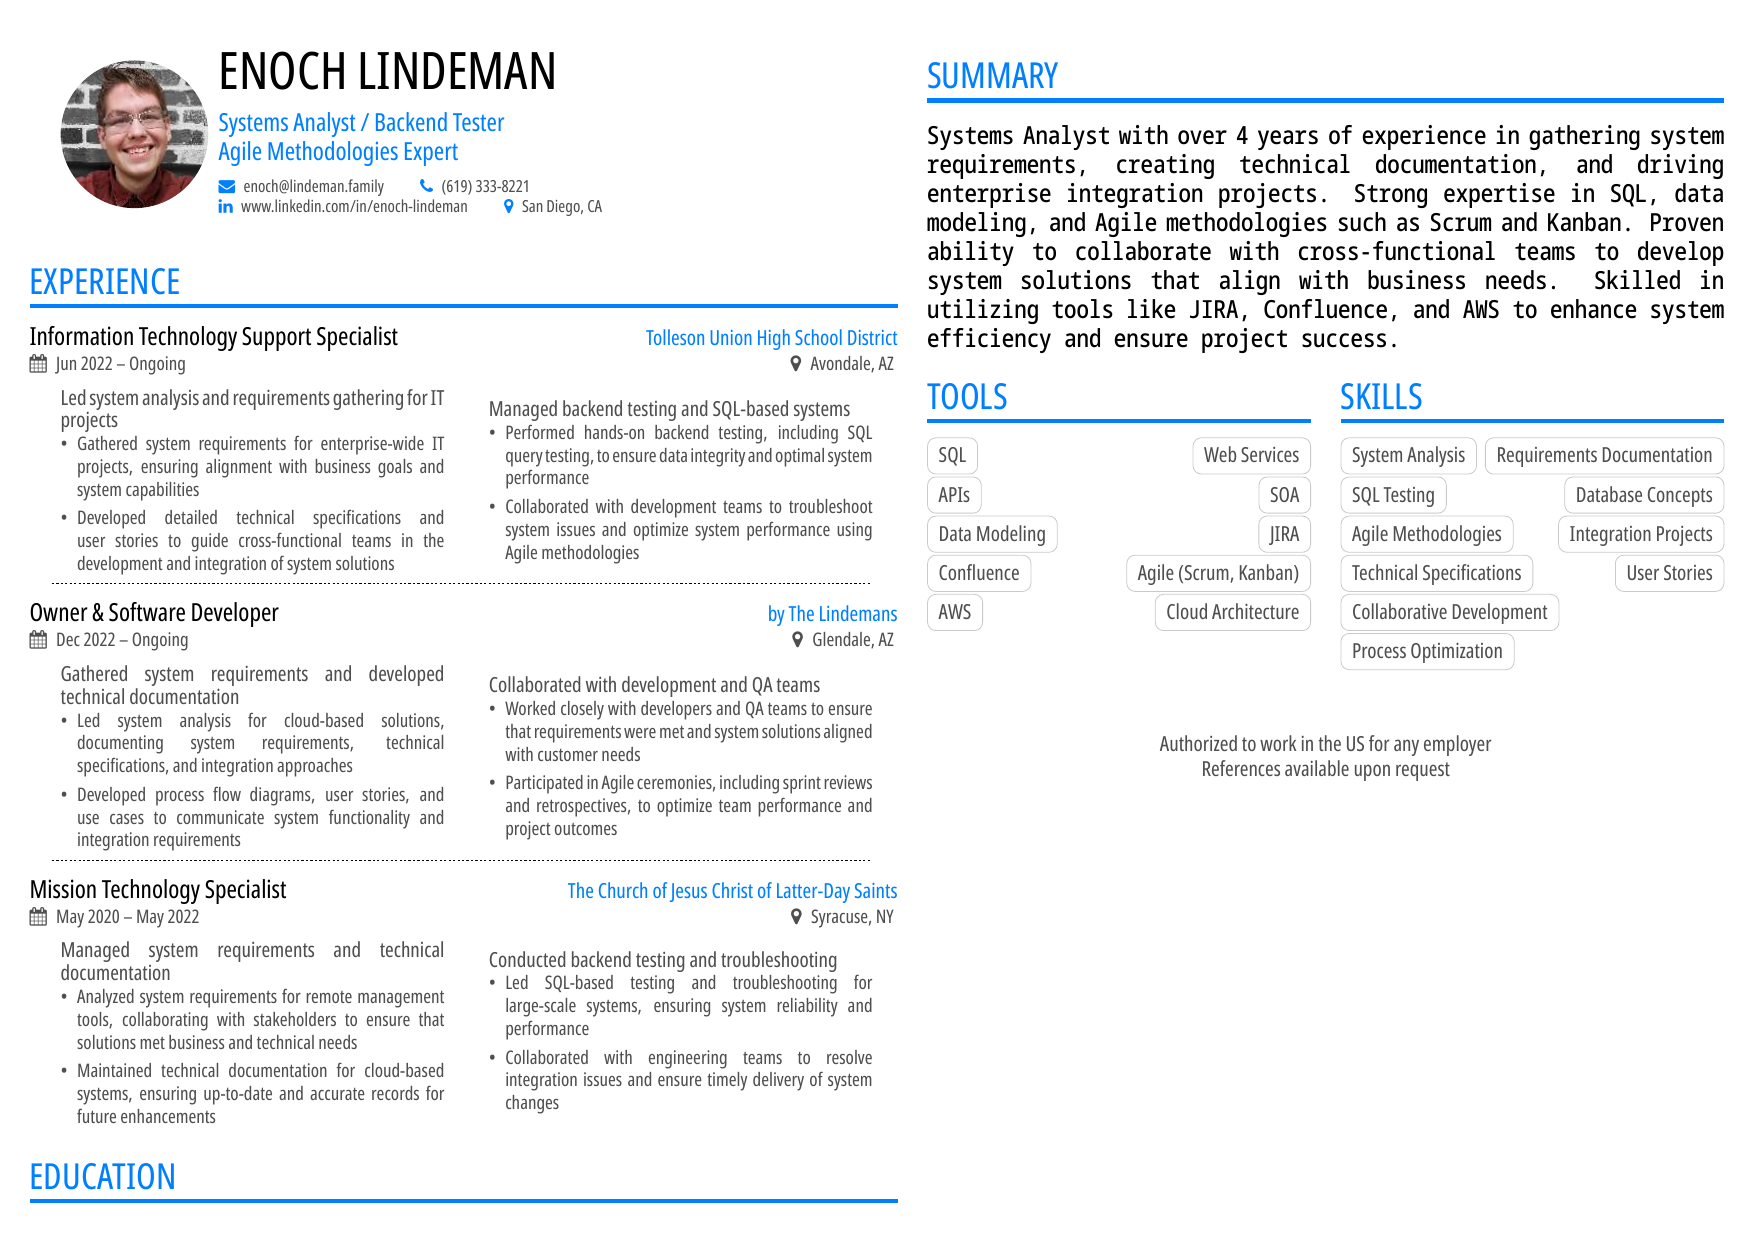 ENOCH LINDEMAN
Systems Analyst / Backend Tester
Agile Methodologies Expert
enoch@lindeman.family (619) 333-8221
www.linkedin.com/in/enoch-lindeman San Diego, CA
EXPERIENCE
Information Technology Support Specialist Tolleson Union High School District
Jun 2022 – Ongoing Avondale, AZ
Led system analysis and requirements gathering for IT
projects
• Gathered system requirements for enterprise-wide IT
projects, ensuring alignment with business goals and
system capabilities
• Developed detailed technical specifications and
user stories to guide cross-functional teams in the
development and integration of system solutions
Managed backend testing and SQL-based systems
• Performed hands-on backend testing, including SQL
query testing, to ensure data integrity and optimal system
performance
• Collaborated with development teams to troubleshoot
system issues and optimize system performance using
Agile methodologies
Owner & Software Developer by The Lindemans
Dec 2022 – Ongoing Glendale, AZ
Gathered system requirements and developed
technical documentation
• Led system analysis for cloud-based solutions,
documenting system requirements, technical
specifications, and integration approaches
• Developed process flow diagrams, user stories, and
use cases to communicate system functionality and
integration requirements
Collaborated with development and QA teams
• Worked closely with developers and QA teams to ensure
that requirements were met and system solutions aligned
with customer needs
• Participated in Agile ceremonies, including sprint reviews
and retrospectives, to optimize team performance and
project outcomes
Mission Technology Specialist The Church of Jesus Christ of Latter-Day Saints
May 2020 – May 2022 Syracuse, NY
Managed system requirements and technical
documentation
• Analyzed system requirements for remote management
tools, collaborating with stakeholders to ensure that
solutions met business and technical needs
• Maintained technical documentation for cloud-based
systems, ensuring up-to-date and accurate records for
future enhancements
Conducted backend testing and troubleshooting
• Led SQL-based testing and troubleshooting for
large-scale systems, ensuring system reliability and
performance
• Collaborated with engineering teams to resolve
integration issues and ensure timely delivery of system
changes
EDUCATION
SUMMARY
Systems Analyst with over 4 years of experience in gathering system
requirements, creating technical documentation, and driving
enterprise integration projects. Strong expertise in SQL, data
modeling, and Agile methodologies such as Scrum and Kanban. Proven
ability to collaborate with cross-functional teams to develop
system solutions that align with business needs. Skilled in
utilizing tools like JIRA, Confluence, and AWS to enhance system
efficiency and ensure project success.
TOOLS
SQL Web Services
APIs SOA
Data Modeling JIRA
Confluence Agile (Scrum, Kanban)
AWS Cloud Architecture
SKILLS
System Analysis Requirements Documentation
SQL Testing Database Concepts
Agile Methodologies Integration Projects
Technical Specifications User Stories
Collaborative Development
Process Optimization
Authorized to work in the US for any employer
References available upon request